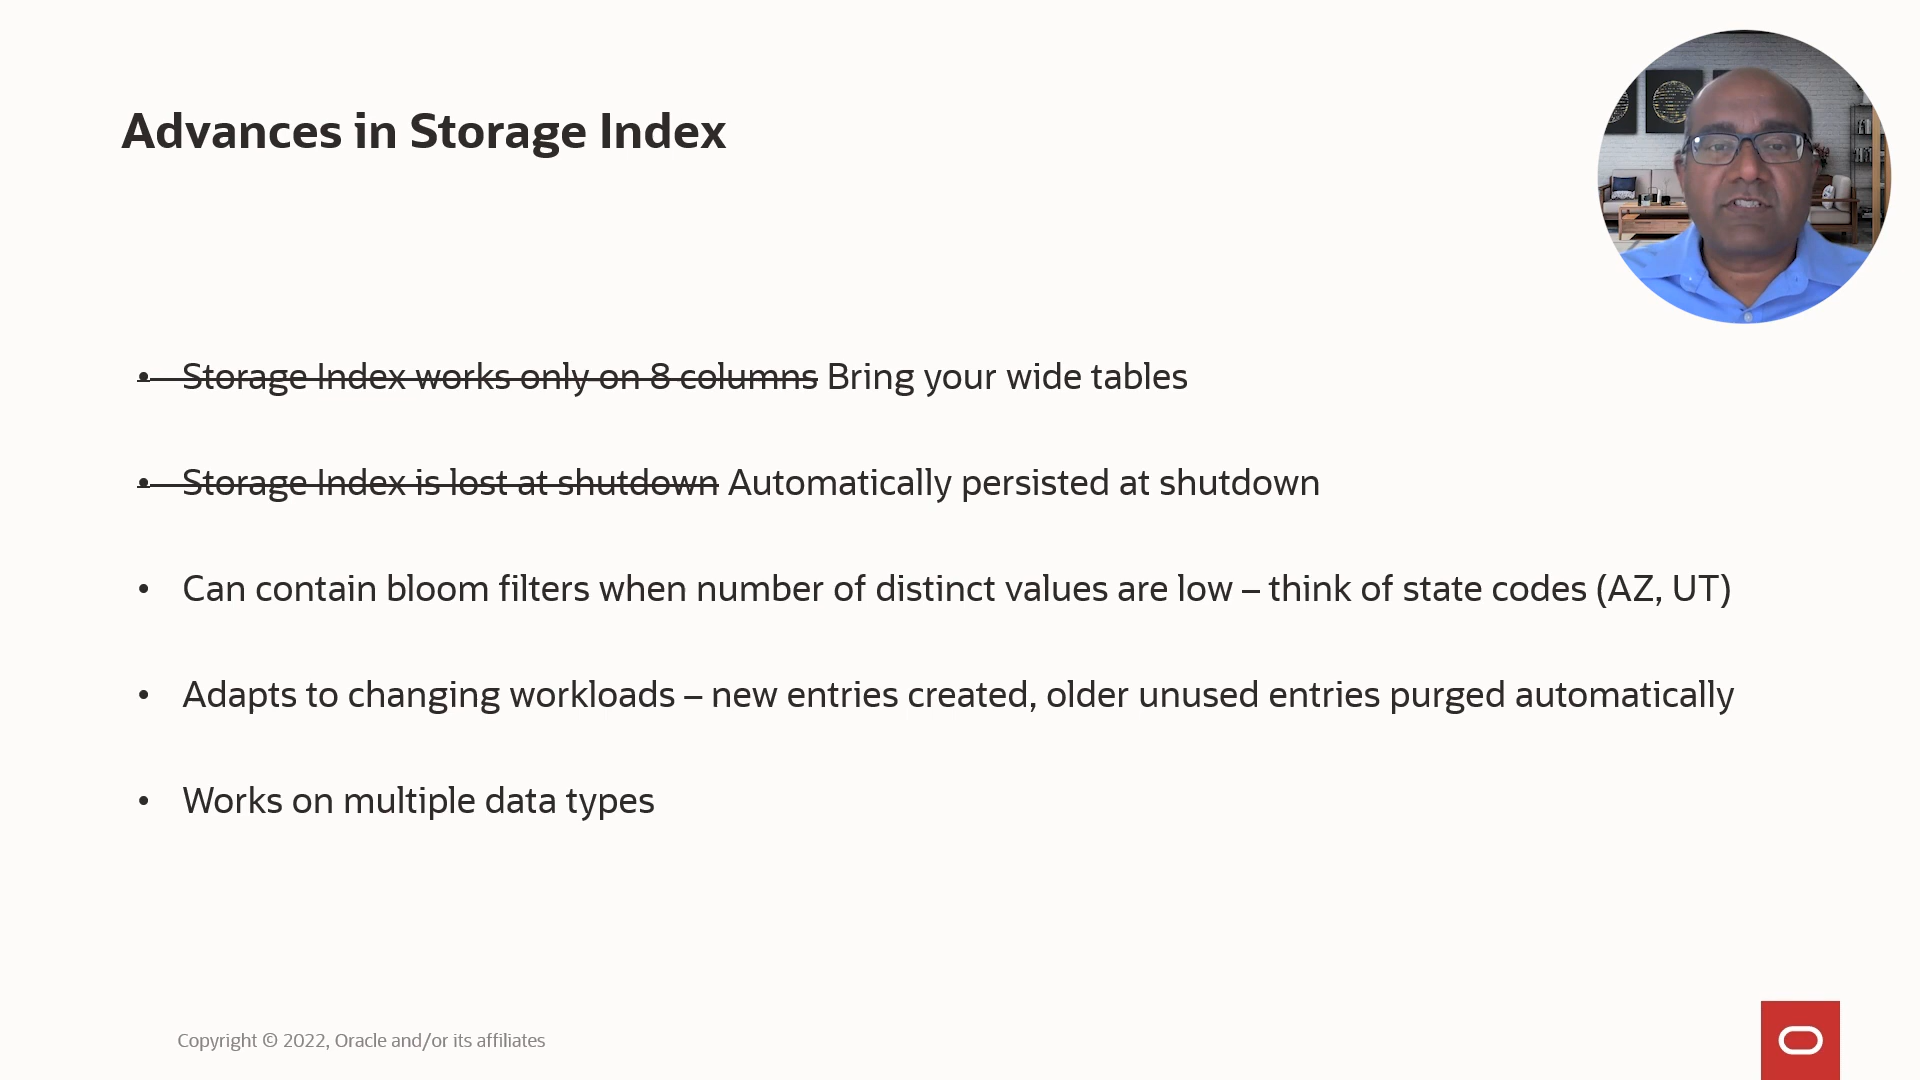 Advances in Storage Index
• Storage Index works only on 8 columns Bring your wide tables
• Storage Index is lost at shutdown Automatically persisted at shutdown
• Can contain bloom filters when number of distinct values are low – think of state codes (AZ, UT)
• Adapts to changing workloads – new entries created, older unused entries purged automatically
• Works on multiple data types
Copyright © 2022, Oracle and/or its affiliates